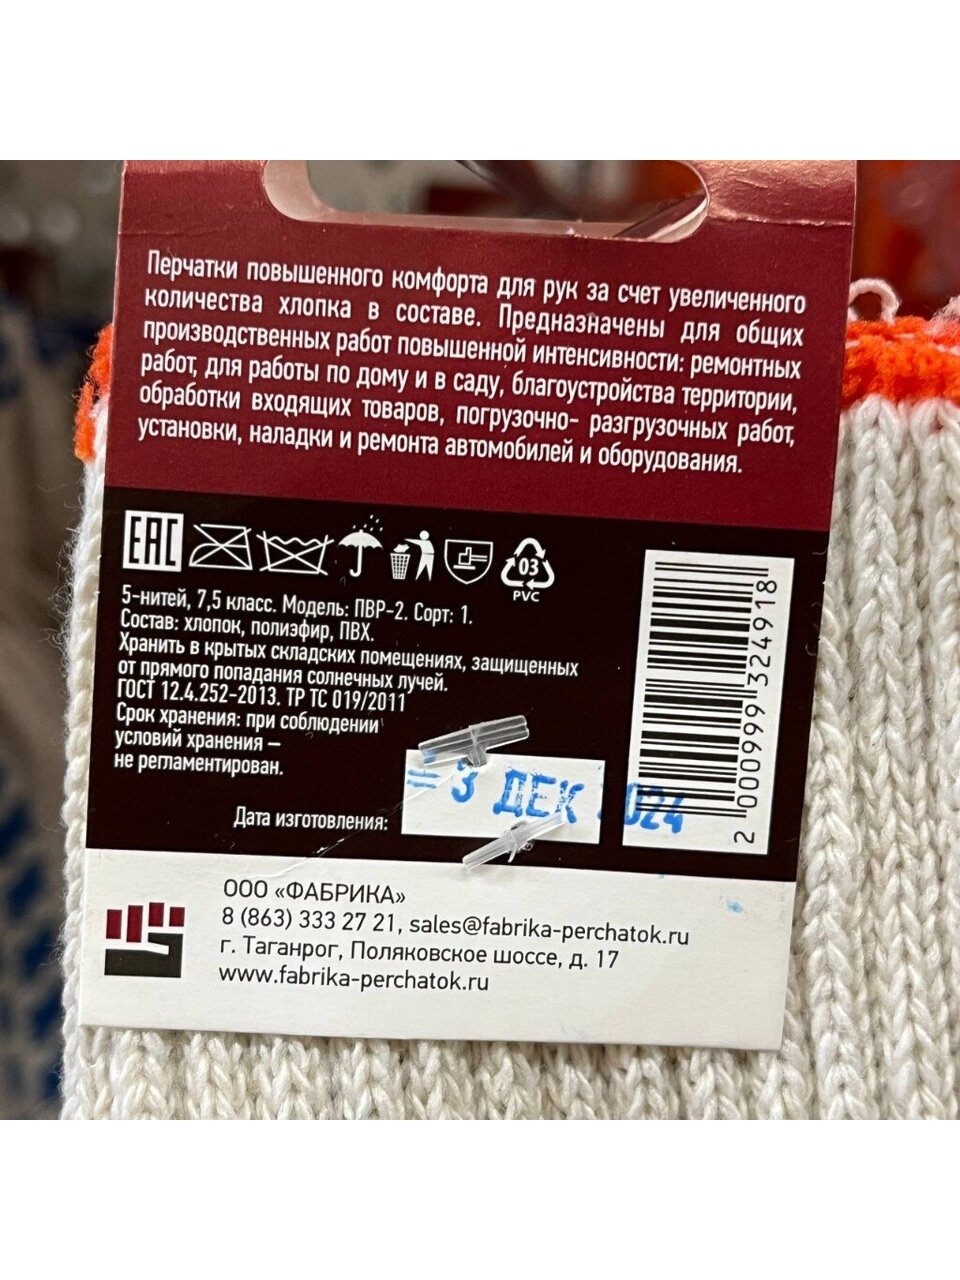 Перчатки повышенного комфорта для рук за счет увеличенного
количества хлопка в составе. Предназначены для общих
производственных работ повышенной интенсивности: ремонтных
работ, для работы по дому и в саду, благоустройства территории,
обработки входящих товаров, погрузочно- разгрузочных работ,
установки, наладки и ремонта автомобилей и оборудования.
EAC
03
PVC
5-нитей, 7,5 класс. Модель: ПВР-2. Сорт: 1.
Состав: хлопок, полиэфир, ПВХ.
Хранить в крытых складских помещениях, защищенных
от прямого попадания солнечных лучей.
ГОСТ 12.4.252-2013. ТР ТС 019/2011
Срок хранения: при соблюдении
условий хранения –
не регламентирован.
Дата изготовления:
= 3 ДЕК 2024
2 000999 324918
ООО «ФАБРИКА»
8 (863) 333 27 21, sales@fabrika-perchatok.ru
г. Таганрог, Поляковское шоссе, д. 17
www.fabrika-perchatok.ru